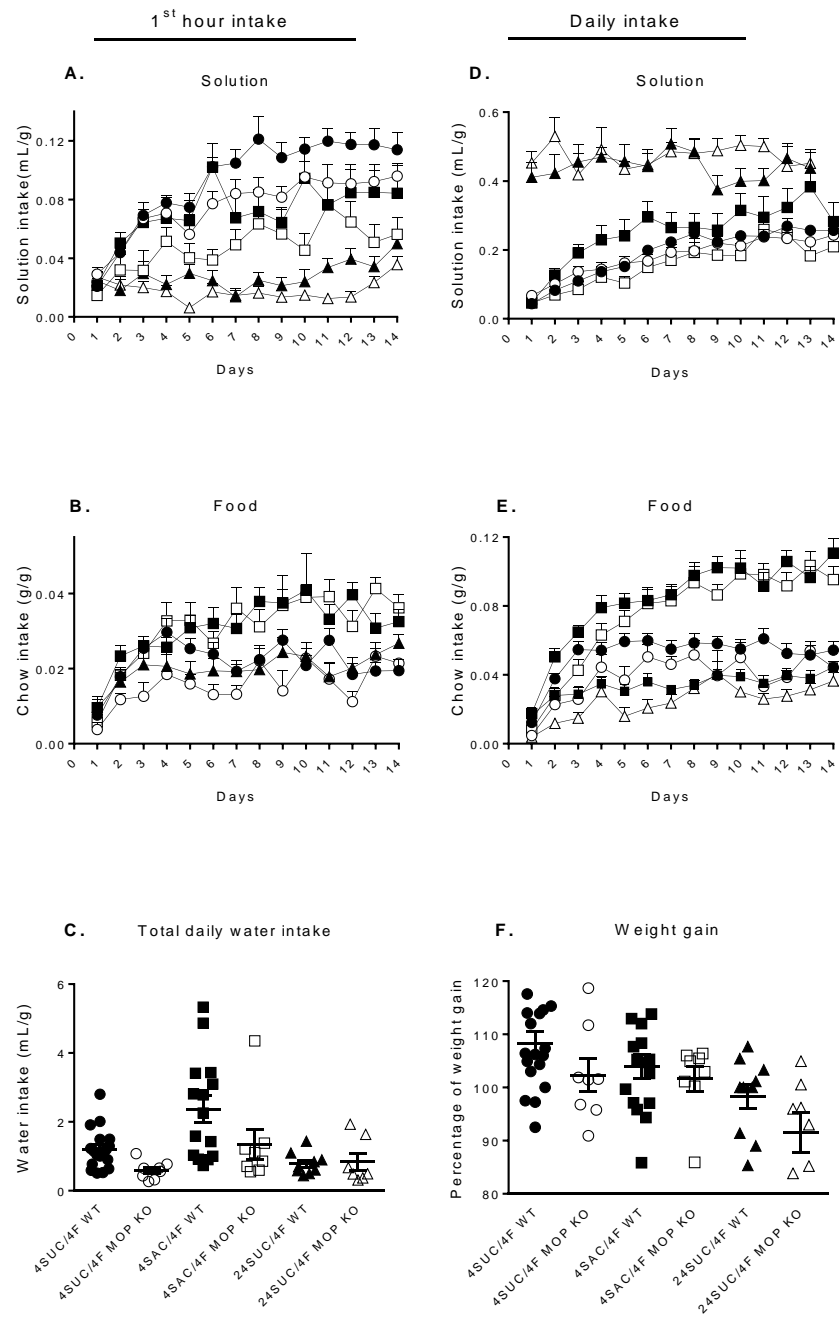 1st hour intake
Daily intake
A.
Solution
Solution intake(mL/g)
0.12
0.08
0.04
0.00
0 1 2 3 4 5 6 7 8 9 10 11 12 13 14
Days
D.
Solution
Solution intake (mL/g)
0.6
0.4
0.2
0.0
0 1 2 3 4 5 6 7 8 9 10 11 12 13 14
Days
B.
Food
Chow intake (g/g)
0.04
0.02
0.00
0 1 2 3 4 5 6 7 8 9 10 11 12 13 14
Days
E.
Food
Chow intake (g/g)
0.12
0.08
0.04
0.00
0 1 2 3 4 5 6 7 8 9 10 11 12 13 14
Days
C.
Total daily water intake
Water intake (mL/g)
6
4
2
0
4SUC/4F WT
4SUC/4F MOP KO
4SAC/4F WT
4SAC/4F MOP KO
24SUC/4F WT
24SUC/4F MOP KO
F.
Weight gain
Percentage of weight gain
120
110
100
90
80
4SUC/4F WT
4SUC/4F MOP KO
4SAC/4F WT
4SAC/4F MOP KO
24SUC/4F WT
24SUC/4F MOP KO